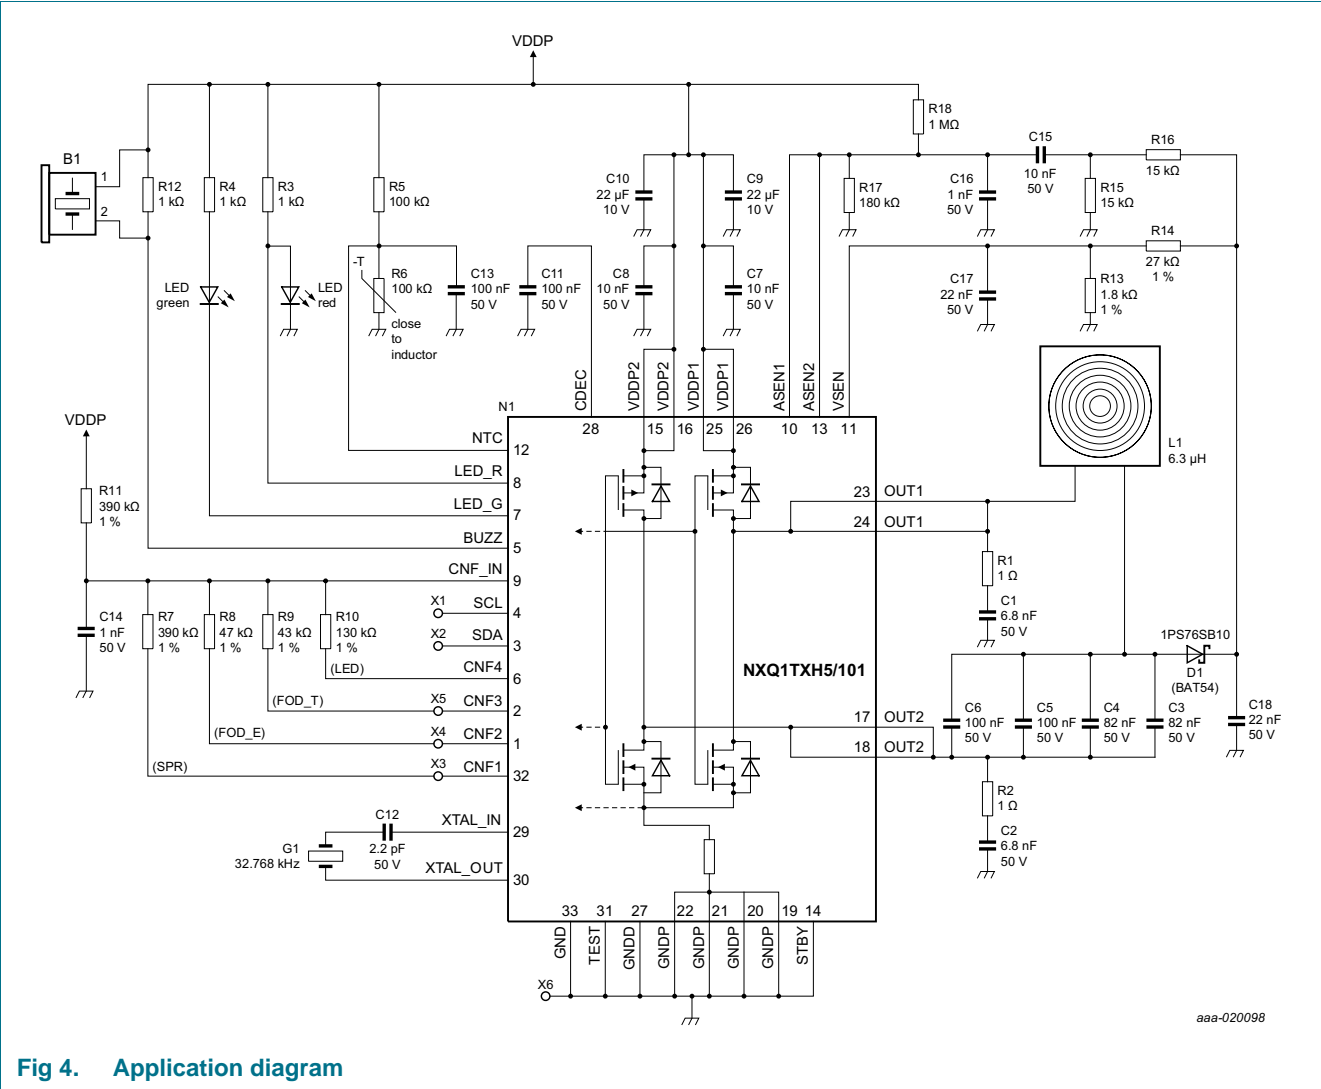 VDDP
R18
1 MΩ
C15
10 nF
50 V
R16
15 kΩ
B1
1
2
R12
1 kΩ
R4
1 kΩ
R3
1 kΩ
R5
100 kΩ
C10
22 µF
10 V
C9
22 µF
10 V
R17
180 kΩ
C16
1 nF
50 V
R15
15 kΩ
R14
27 kΩ
1 %
LED
green
LED
red
-T
R6
100 kΩ
close
to
inductor
C13
100 nF
50 V
C11
100 nF
50 V
C8
10 nF
50 V
C7
10 nF
50 V
C17
22 nF
50 V
R13
1.8 kΩ
1 %
CDEC
VDDP2
VDDP2
VDDP1
VDDP1
ASEN1
ASEN2
VSEN
N1
28
15
16
25
26
10
13
11
L1
6.3 µH
VDDP
R11
390 kΩ
1 %
NTC
12
LED_R
8
LED_G
7
BUZZ
5
CNF_IN
9
23
OUT1
24
OUT1
R1
1 Ω
C1
6.8 nF
50 V
C14
1 nF
50 V
R7
390 kΩ
1 %
R8
47 kΩ
1 %
R9
43 kΩ
1 %
R10
130 kΩ
1 %
(LED)
X1
SCL
4
X2
SDA
3
CNF4
6
(FOD_T)
X5
CNF3
2
(FOD_E)
X4
CNF2
1
(SPR)
X3
CNF1
32
NXQ1TXH5/101
1PS76SB10
D1
(BAT54)
17
OUT2
18
OUT2
C6
100 nF
50 V
C5
100 nF
50 V
C4
82 nF
50 V
C3
82 nF
50 V
C18
22 nF
50 V
R2
1 Ω
C2
6.8 nF
50 V
C12
2.2 pF
50 V
G1
32.768 kHz
XTAL_IN
29
XTAL_OUT
30
33
31
27
22
21
20
19
14
GND
TEST
GNDD
GNDP
GNDP
GNDP
GNDP
STBY
X6
aaa-020098
Fig 4. Application diagram